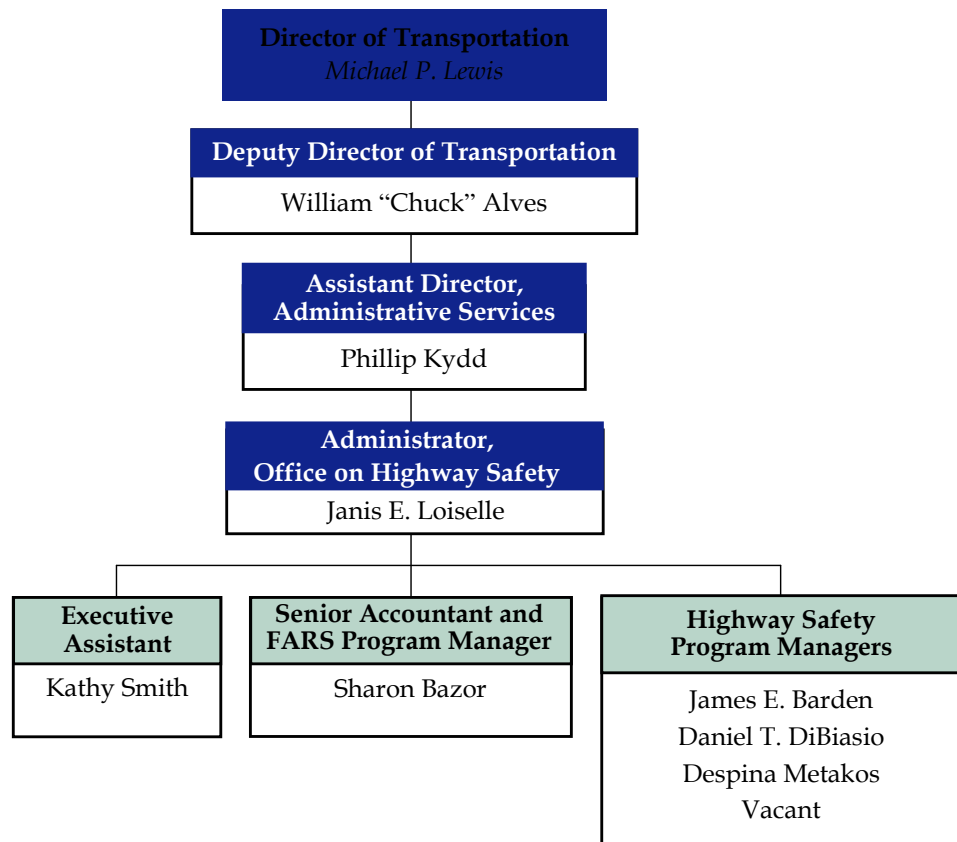 Director of Transportation
Michael P. Lewis
Deputy Director of Transportation
William “Chuck” Alves
Assistant Director,
Administrative Services
Phillip Kydd
Administrator,
Office on Highway Safety
Janis E. Loiselle
Executive
Assistant
Kathy Smith
Senior Accountant and
FARS Program Manager
Sharon Bazor
Highway Safety
Program Managers
James E. Barden
Daniel T. DiBiasio
Despina Metakos
Vacant